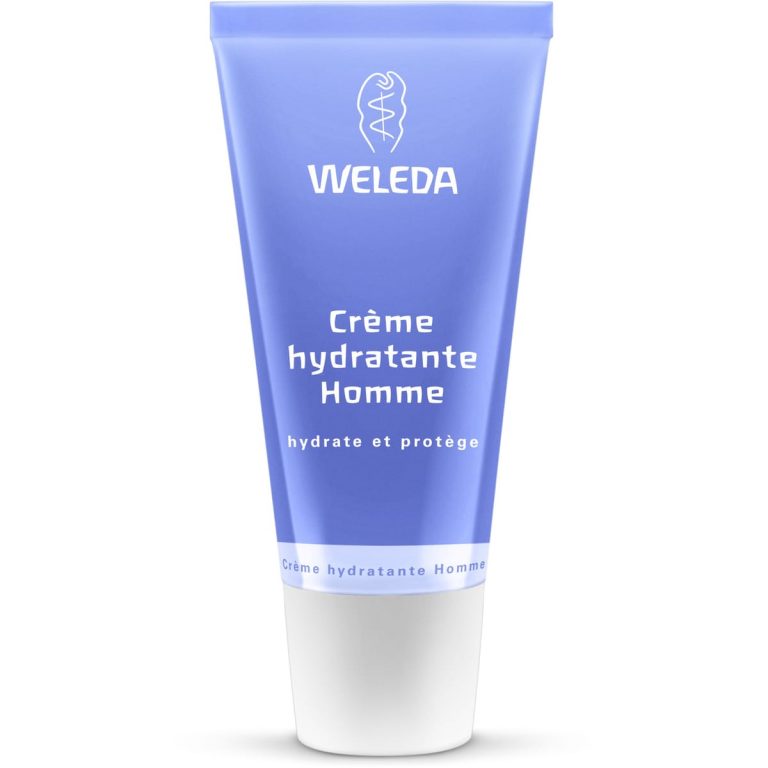 WELEDA
Crème
hydratante
Homme
hydrate et protège
Crème hydratante Homme